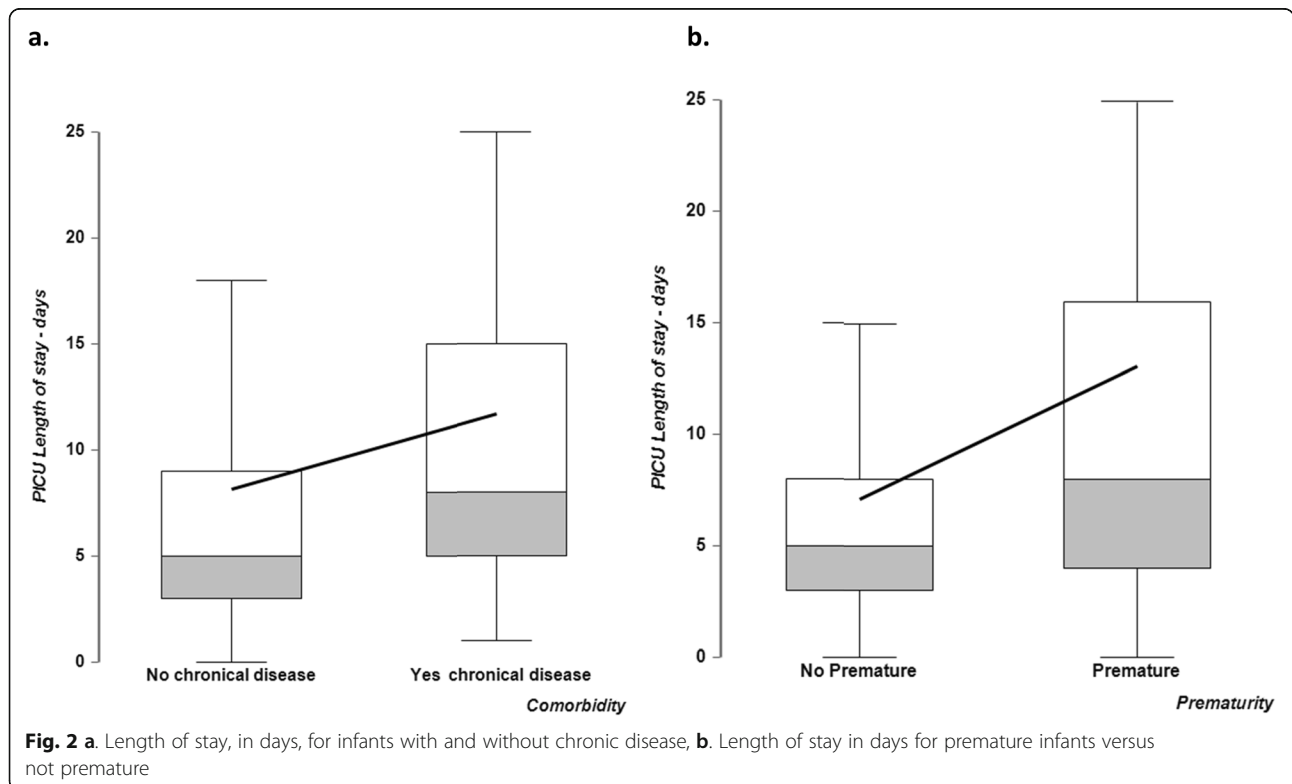 a.
PICU Length of stay - days
25
20
15
10
5
0
No chronical disease
Yes chronical disease
Comorbidity
b.
PICU Length of stay - days
25
20
15
10
5
0
No Premature
Premature
Prematurity
Fig. 2 a. Length of stay, in days, for infants with and without chronic disease, b. Length of stay in days for premature infants versus
not premature